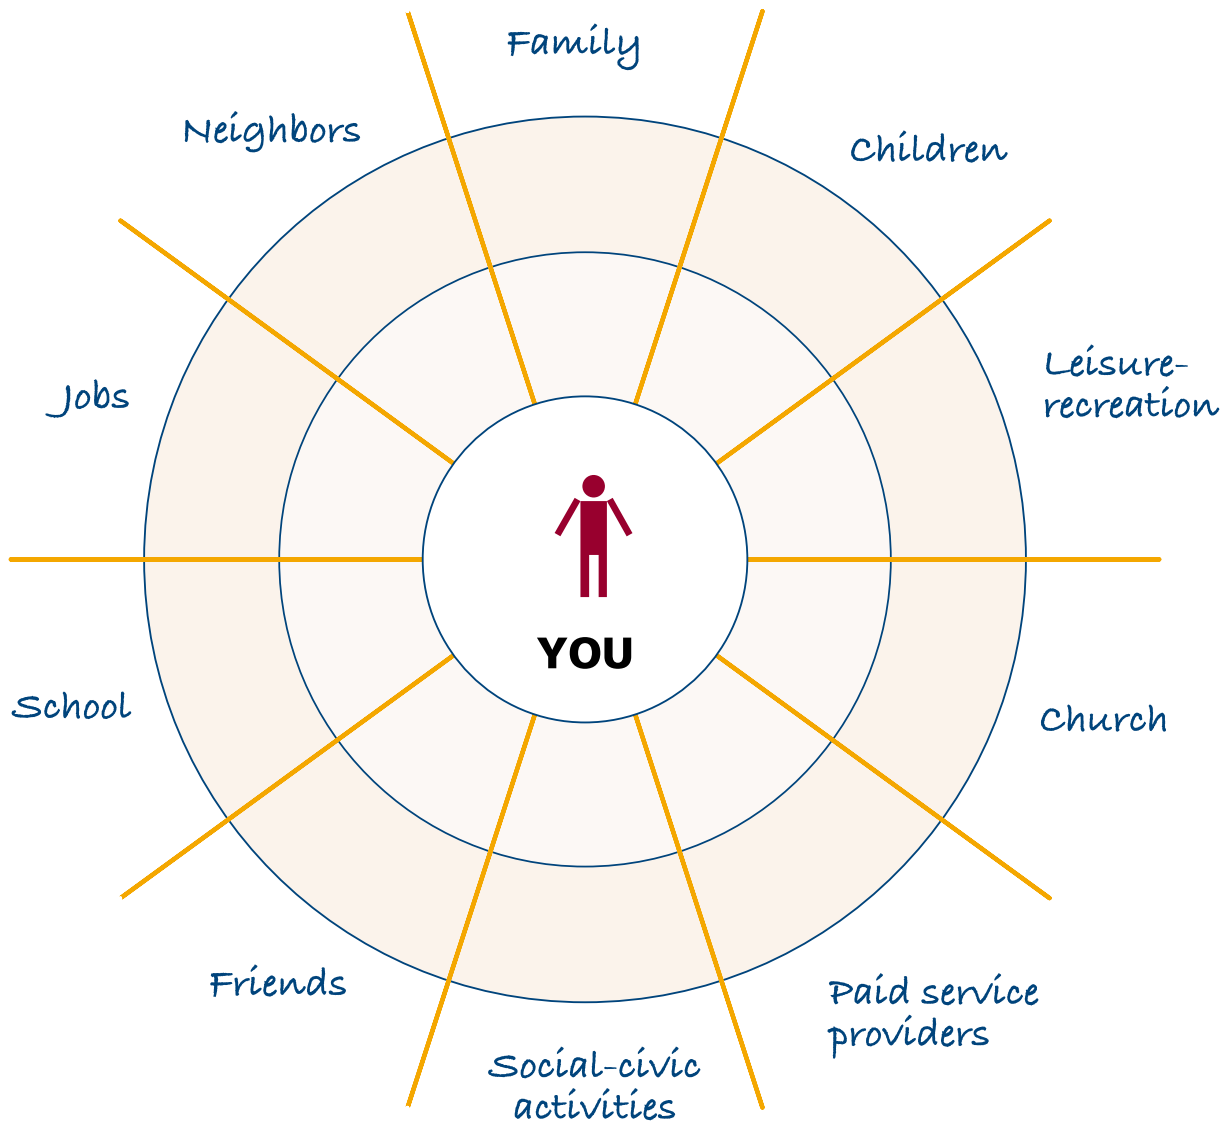 Family
Neighbors
Children
Leisure-
recreation
Jobs
YOU
School
Church
Friends
Paid service
providers
Social-civic
activities